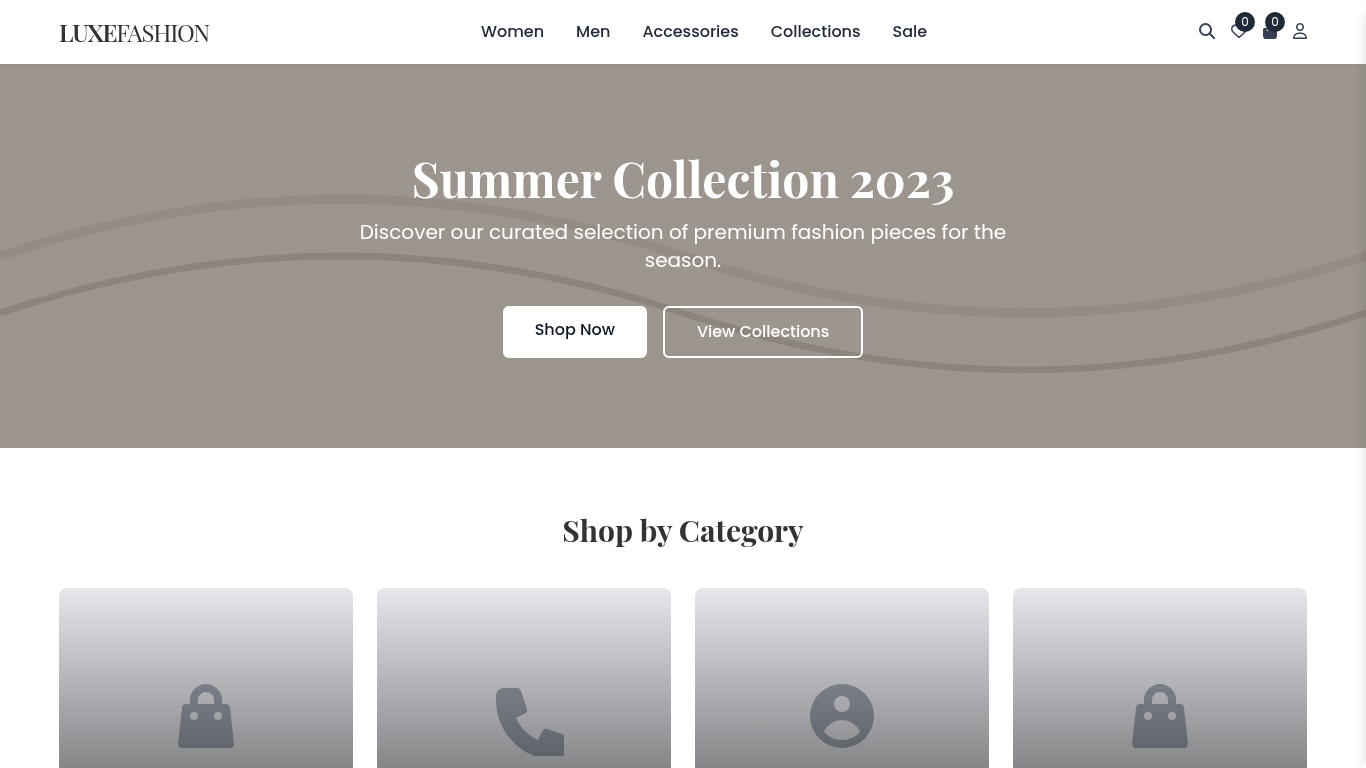 LUXEFASHION
Women Men Accessories Collections Sale
0 0
Summer Collection 2023
Discover our curated selection of premium fashion pieces for the
season.
Shop Now View Collections
Shop by Category